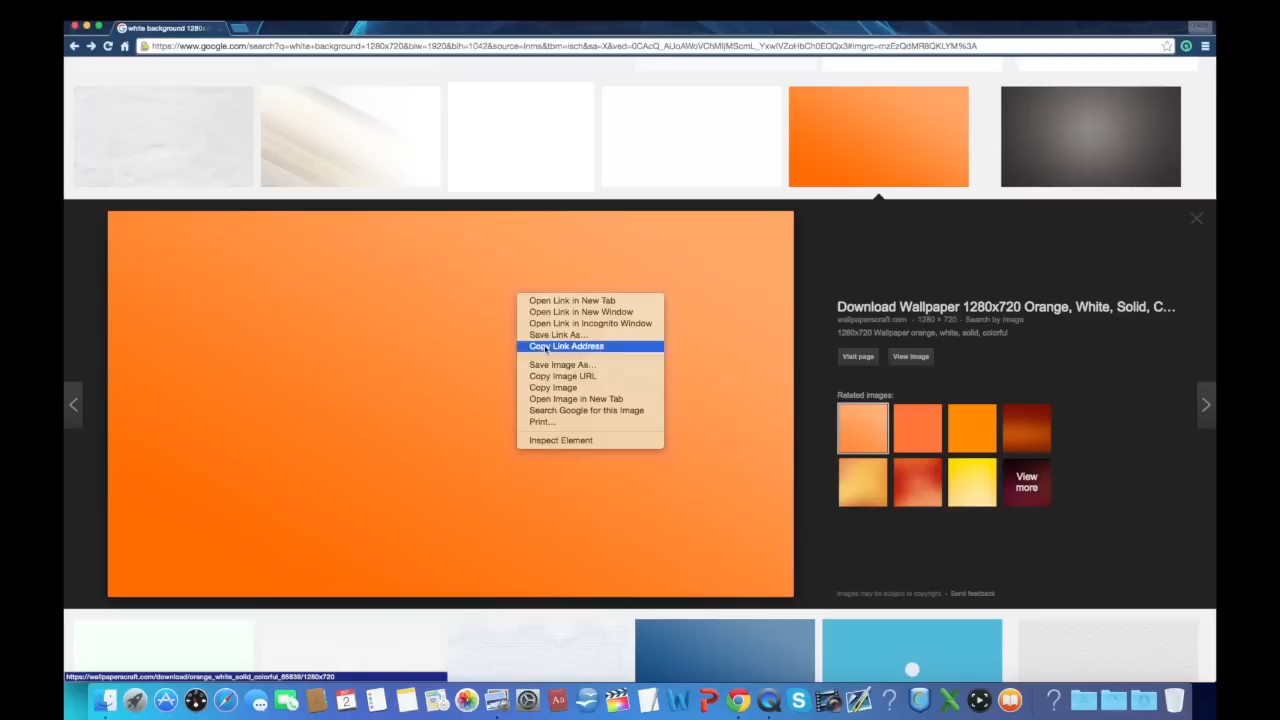 white background 1280x7
https://www.google.com/search?q=white+background+1280x720&biw=1920&bih=1042&source=lnms&tbm=isch&sa=X&ved=0CAcQ_AUoAWoVChMIjMScmL_YxwIVZoHbCh0EOQx3#imgrc=mzEzQdMR8QKLYM%3A
Open Link in New Tab
Open Link in New Window
Open Link in Incognito Window
Save Link As...
Copy Link Address
Save Image As...
Copy Image URL
Copy Image
Open Image in New Tab
Search Google for this Image
Print...
Inspect Element
Download Wallpaper 1280x720 Orange, White, Solid, C...
wallpaperscraft.com - 1280 × 720 - Search by image
1280x720 Wallpaper orange, white, solid, colorful
Visit page
View image
Related images:
View
more
Images may be subject to copyright. - Send feedback
https://wallpaperscraft.com/download/orange_white_solid_colorful_65839/1280x720